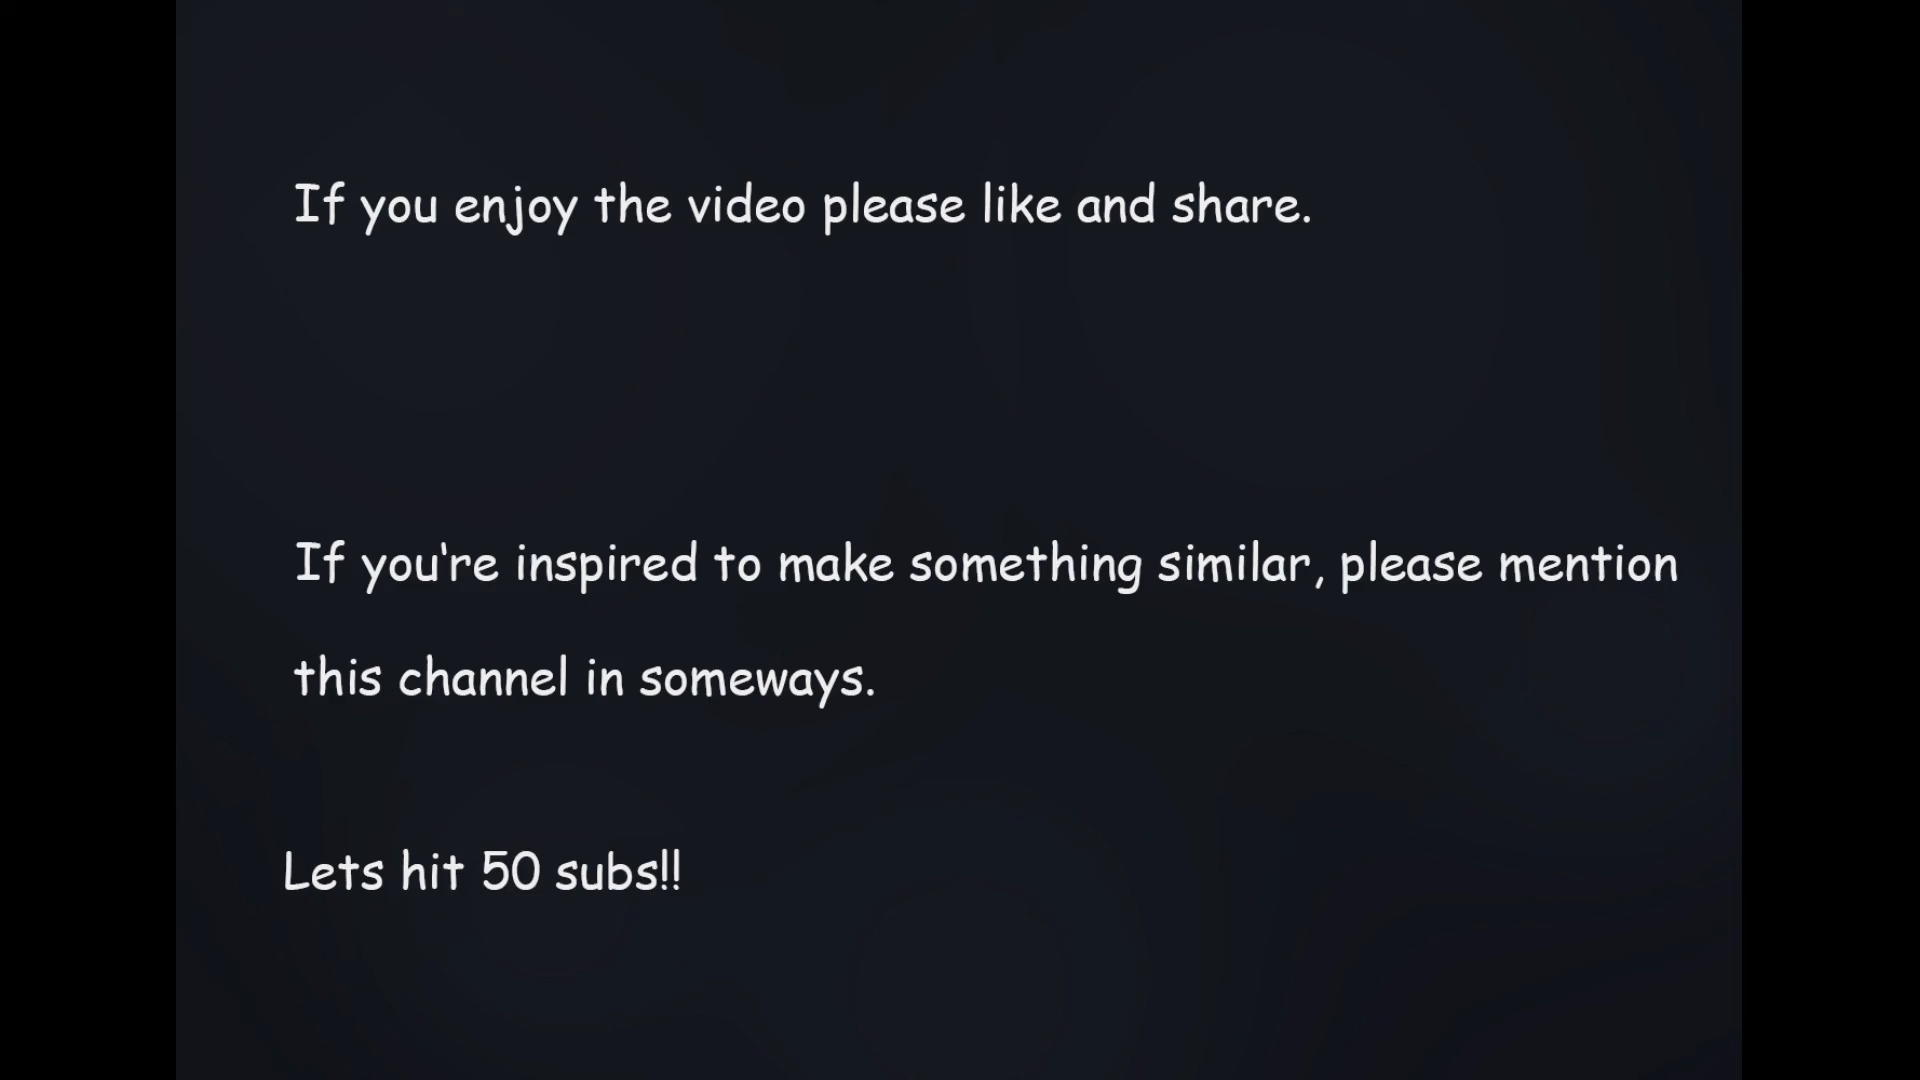 If you enjoy the video please like and share.
If you're inspired to make something similar, please mention
this channel in someways.
Lets hit 50 subs!!